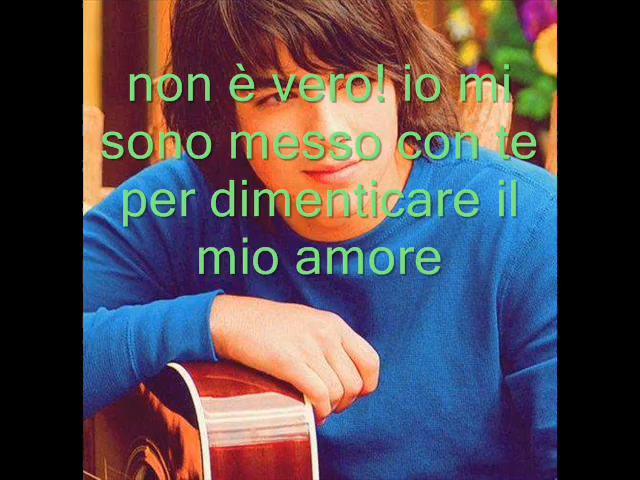 non è vero! io mi
sono messo con te
per dimenticare il
mio amore